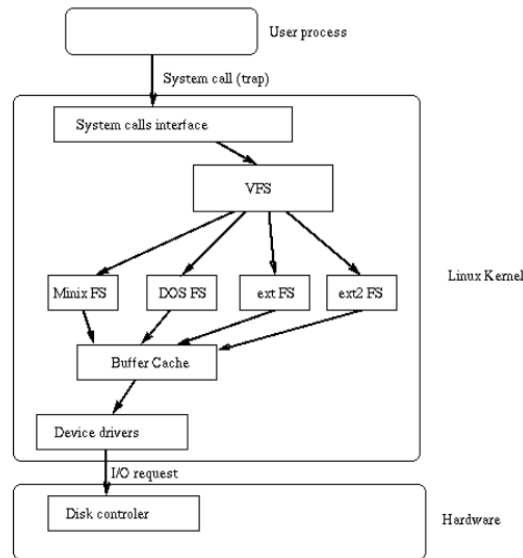 User process
System call (trap)
System calls interface
VFS
Linux Kernel
Minix FS
DOS FS
ext FS
ext2 FS
Buffer Cache
Device drivers
I/O request
Disk controler
Hardware